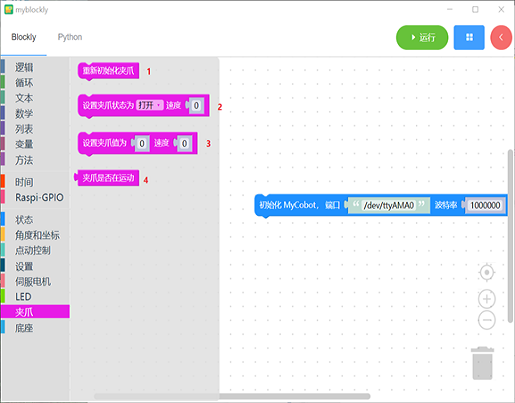 myblockly
Blockly
Python
运行
逻辑
循环
文本
数学
列表
变量
方法
时间
Raspi-GPIO
状态
角度和坐标
点动控制
设置
伺服电机
LED
夹爪
底座
重新初始化夹爪 1
设置夹爪状态为 打开 速度 0 2
设置夹爪值为 0 速度 0 3
夹爪是否在运动 4
初始化 MyCobot, 端口 “ /dev/ttyAMA0 ” 波特率 1000000